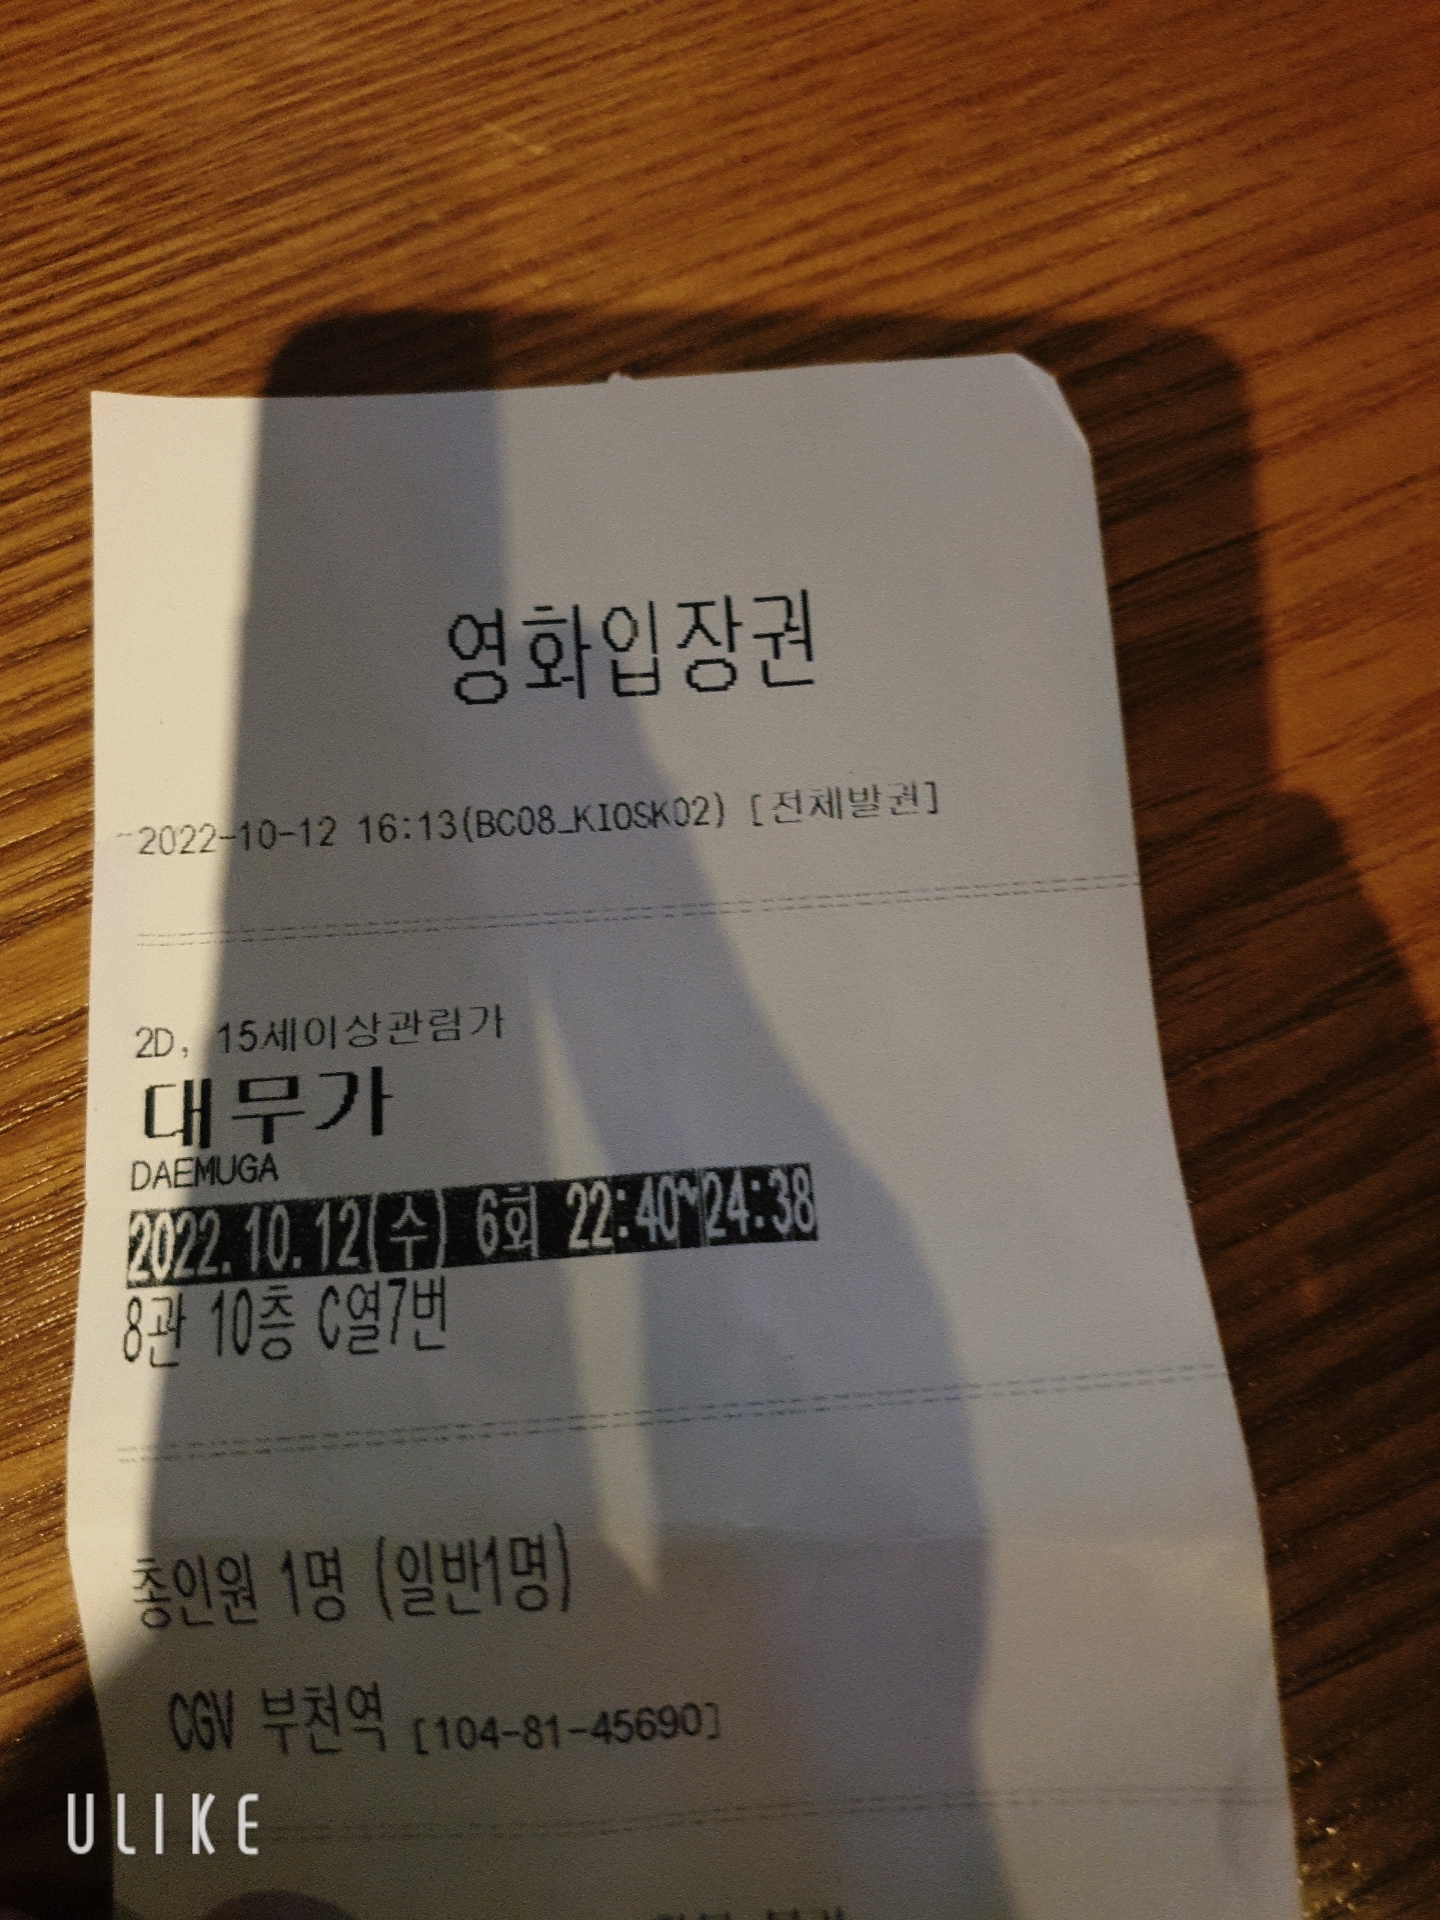 영화입장권
2022-10-12 16:13(BC08_KIOSK02) [전체발권]
2D, 15세이상관람가
대무가
DAEMUGA
2022.10.12(수) 6회 22:40~24:38
8관 10층 C열7번
총인원 1명 (일반1명)
CGV 부천역 [104-81-45690]
ULIKE